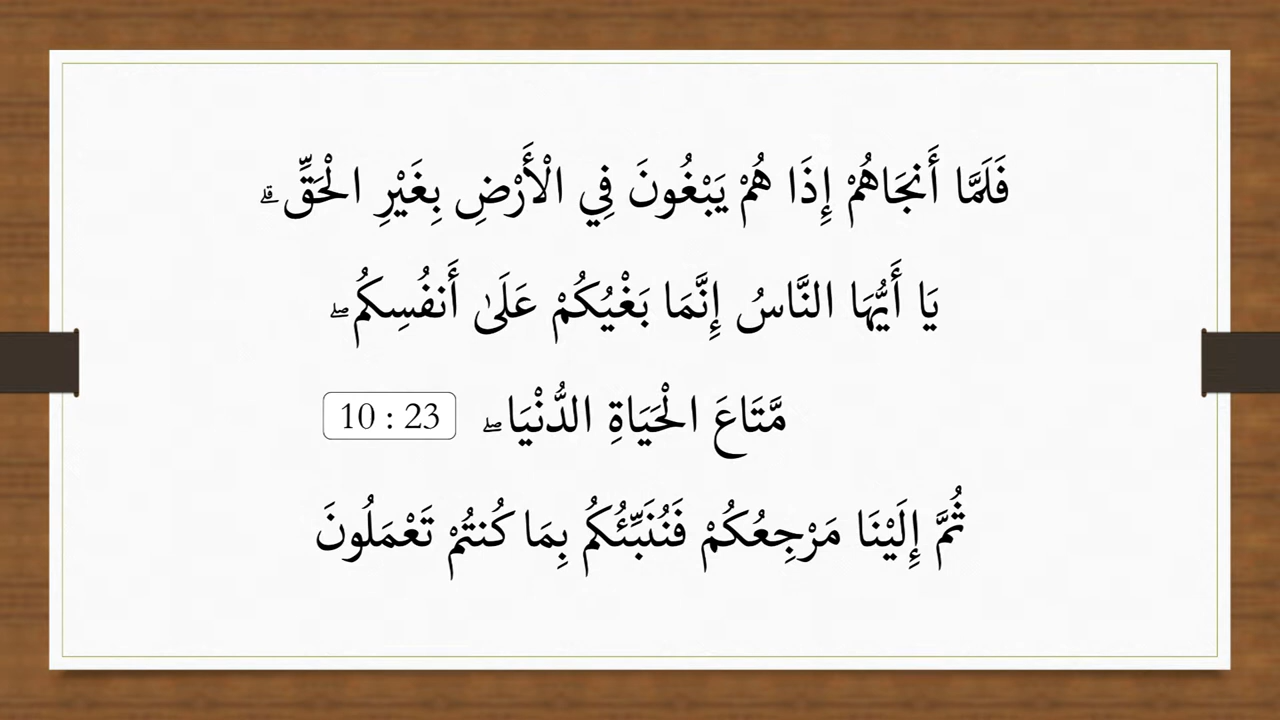 فَلَمَّا أَنجَاهُمْ إِذَا هُمْ يَبْغُونَ فِي الْأَرْضِ بِغَيْرِ الْحَقِّ ۗ
يَا أَيُّهَا النَّاسُ إِنَّمَا بَغْيُكُمْ عَلَىٰ أَنفُسِكُم ۖ
مَّتَاعَ الْحَيَاةِ الدُّنْيَا ۖ 10 : 23
ثُمَّ إِلَيْنَا مَرْجِعُكُمْ فَنُنَبِّئُكُم بِمَا كُنتُمْ تَعْمَلُونَ